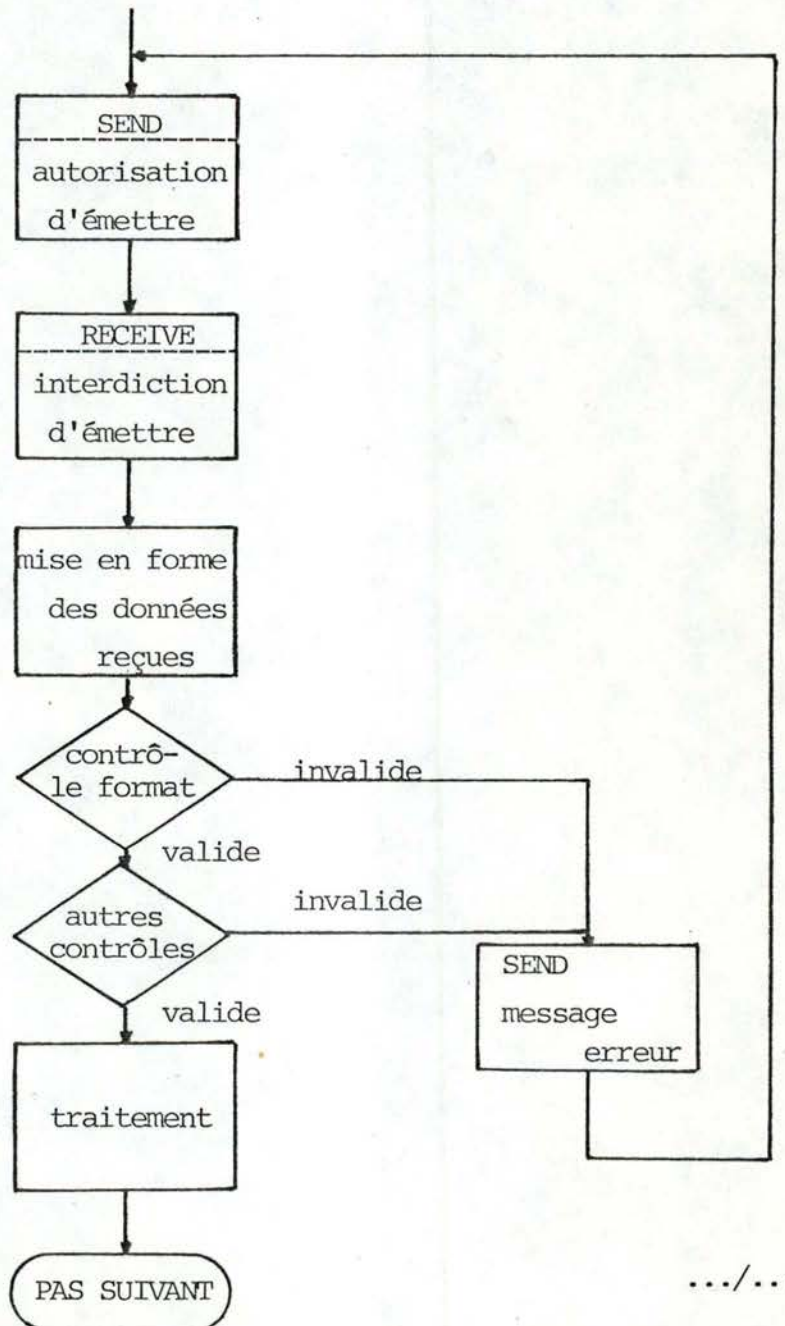 SEND
autorisation
d'émettre
RECEIVE
interdiction
d'émettre
mise en forme
des données
reçues
contrô-
le format
invalide
valide
autres
contrôles
invalide
SEND
message
erreur
valide
traitement
PAS SUIVANT
.../..